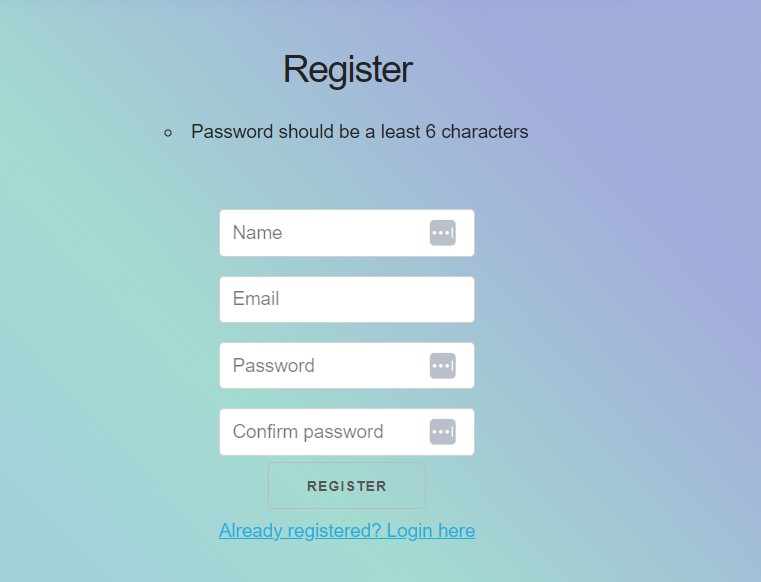 Register
Password should be a least 6 characters
Name
Email
Password
Confirm password
REGISTER
Already registered? Login here